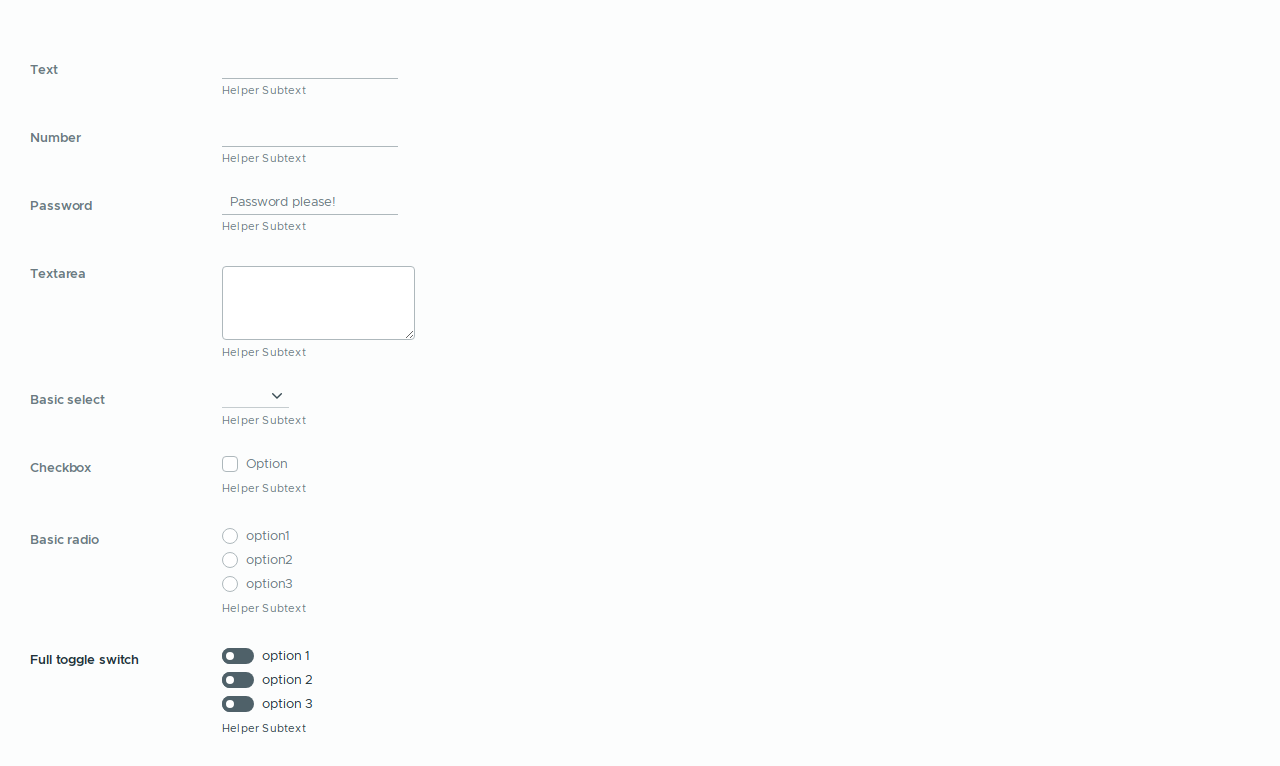 Text
Helper Subtext
Number
Helper Subtext
Password
Password please!
Helper Subtext
Textarea
Helper Subtext
Basic select
Helper Subtext
Checkbox
Option
Helper Subtext
Basic radio
option1
option2
option3
Helper Subtext
Full toggle switch
option 1
option 2
option 3
Helper Subtext